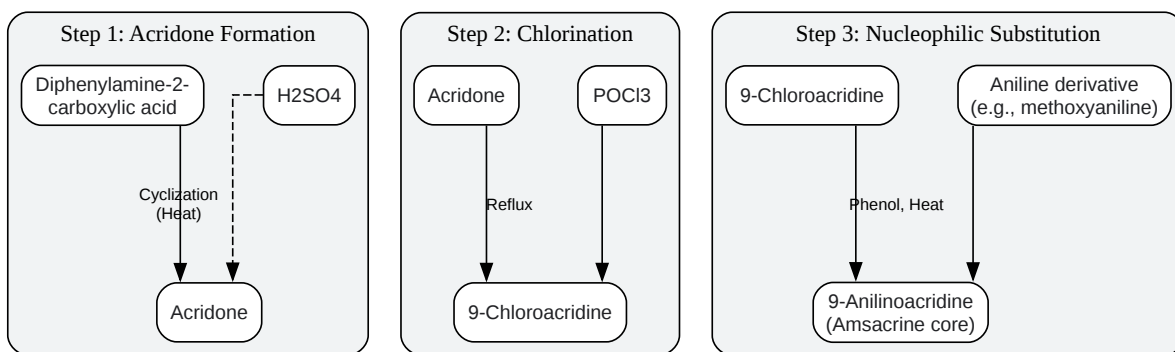 Step 1: Acridone Formation
Diphenylamine-2-
carboxylic acid
H2SO4
Cyclization
(Heat)
Acridone
Step 2: Chlorination
Acridone
POCl3
Reflux
9-Chloroacridine
Step 3: Nucleophilic Substitution
9-Chloroacridine
Aniline derivative
(e.g., methoxyaniline)
Phenol, Heat
9-Anilinoacridine
(Amsacrine core)